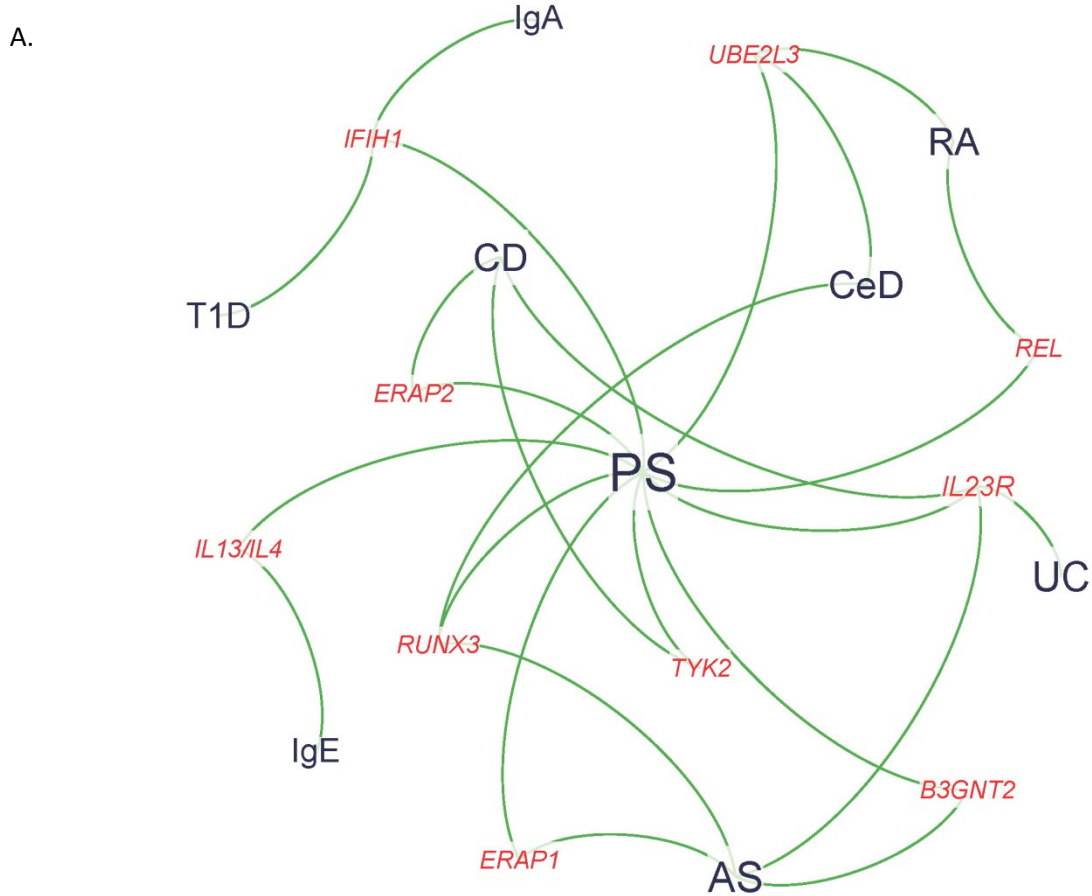 A.
IgA
UBE2L3
IFIH1
RA
CD
CeD
T1D
REL
ERAP2
PS
IL23R
IL13/IL4
UC
RUNX3
TYK2
IgE
B3GNT2
ERAP1
AS